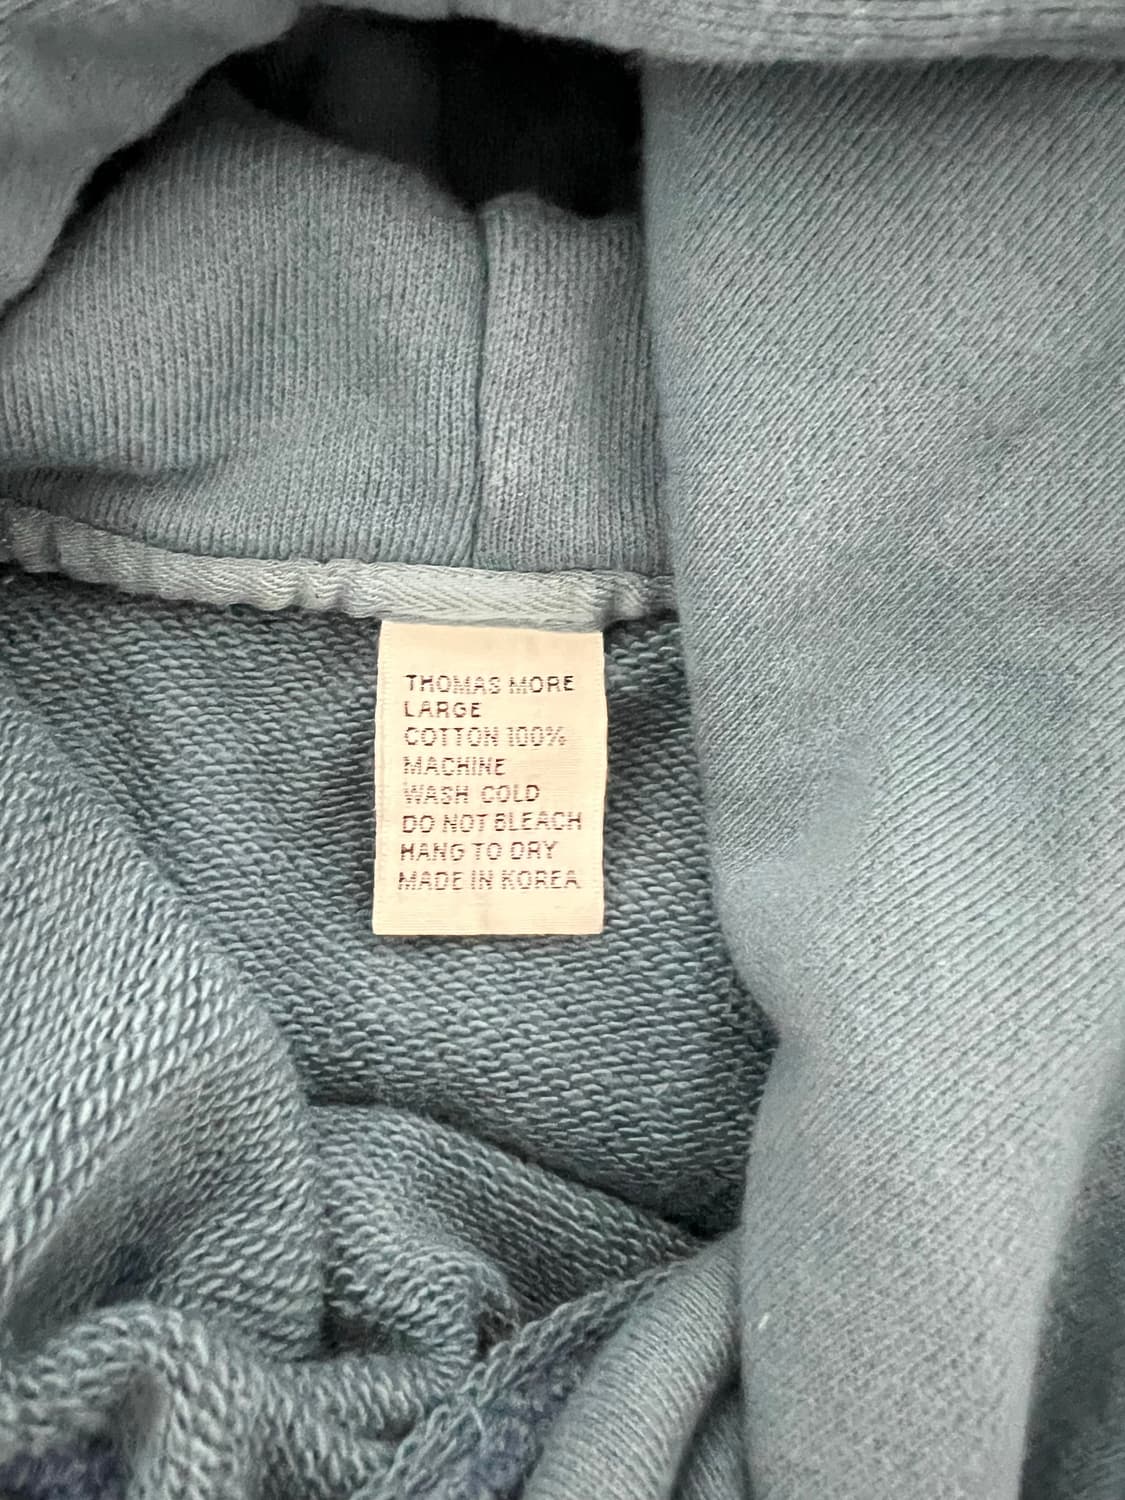 THOMAS MORE
LARGE
COTTON 100%
MACHINE
WASH COLD
DO NOT BLEACH
HANG TO DRY
MADE IN KOREA